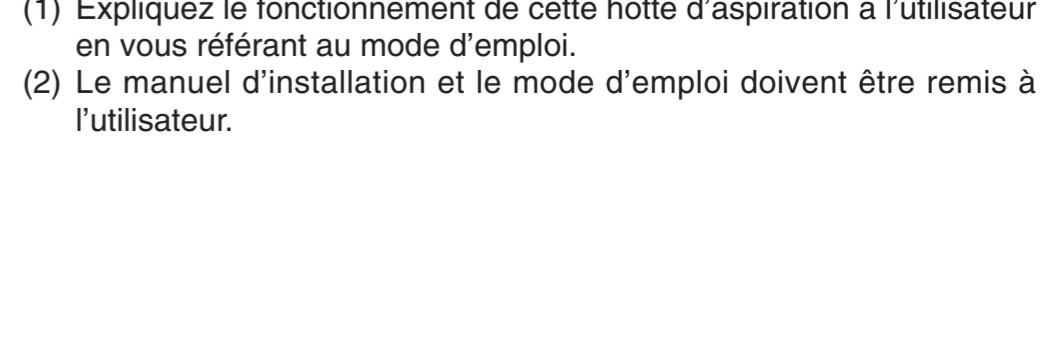 (1) Expliquez le fonctionnement de cette hotte d’aspiration à l’utilisateur
en vous référant au mode d’emploi.
(2) Le manuel d’installation et le mode d’emploi doivent être remis à
l’utilisateur.